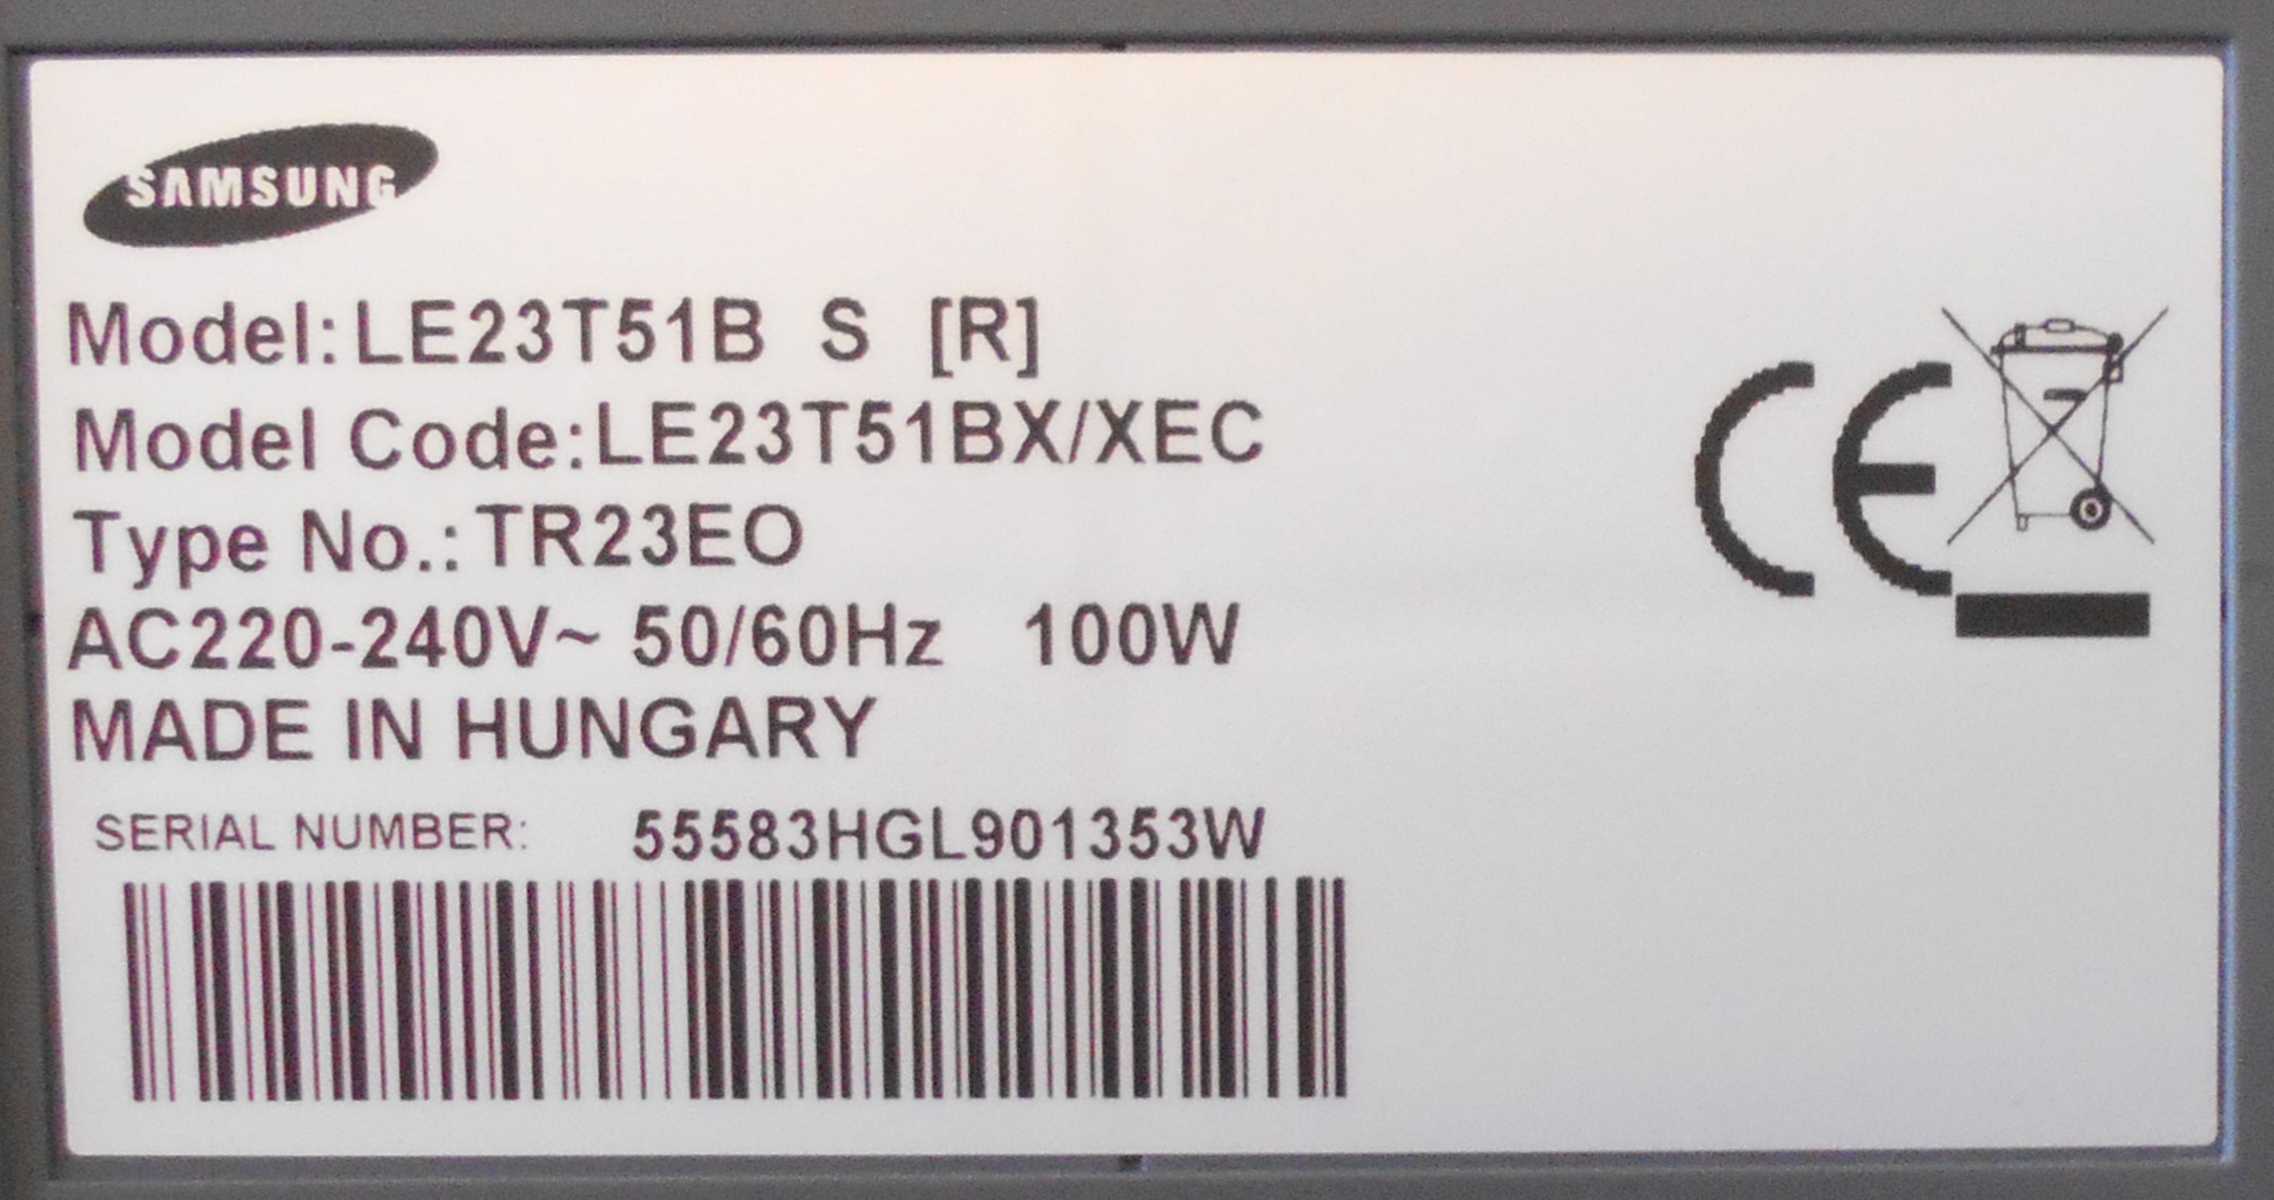 SAMSUNG
Model: LE23T51B S [R]
Model Code: LE23T51BX/XEC
Type No.: TR23EO
AC220-240V~ 50/60Hz 100W
MADE IN HUNGARY
SERIAL NUMBER: 55583HGL901353W
CE